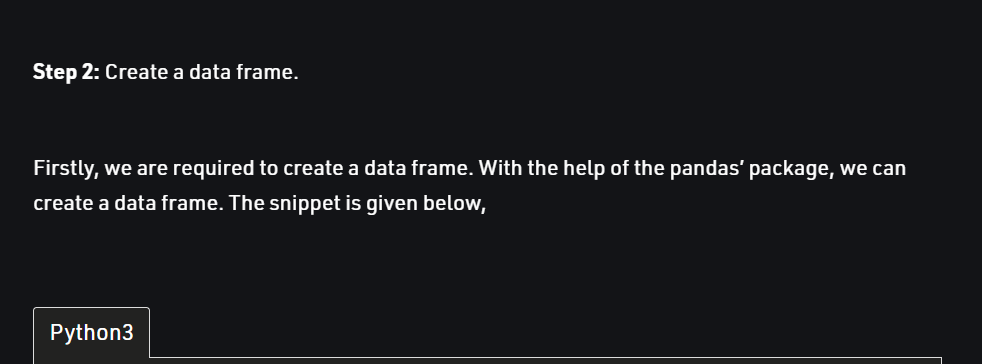 Step 2: Create a data frame.
Firstly, we are required to create a data frame. With the help of the pandas’ package, we can
create a data frame. The snippet is given below,
Python3